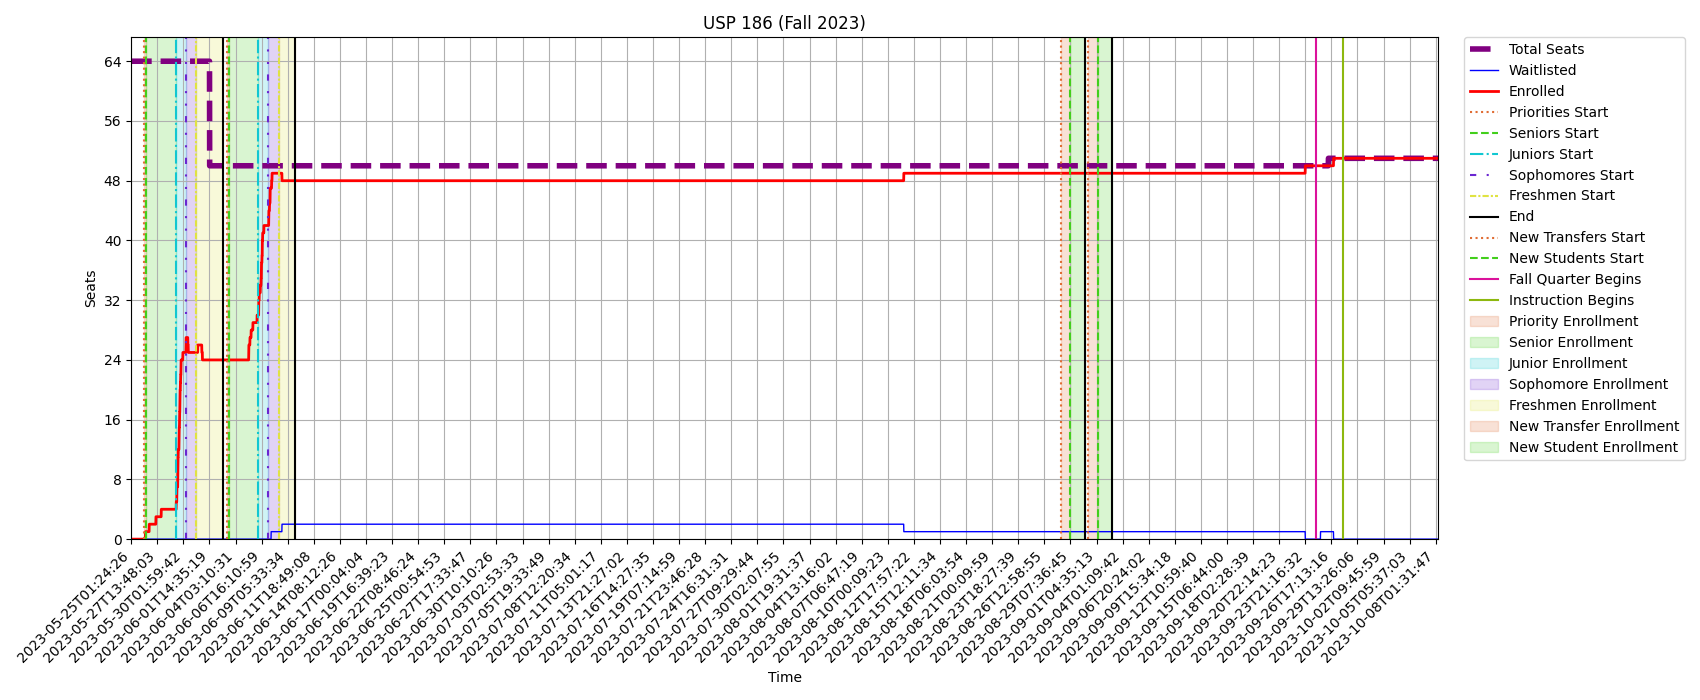 USP 186 (Fall 2023)
Seats
64
56
48
40
32
24
16
8
0
2023-05-25T01:24:26
2023-05-27T13:48:03
2023-05-30T01:59:42
2023-06-01T14:35:19
2023-06-04T03:10:31
2023-06-06T16:10:59
2023-06-09T05:33:34
2023-06-11T18:49:08
2023-06-14T08:12:26
2023-06-17T00:04:04
2023-06-19T16:39:23
2023-06-22T08:46:24
2023-06-25T00:54:53
2023-06-27T17:33:47
2023-06-30T10:10:26
2023-07-03T02:53:33
2023-07-05T19:33:49
2023-07-08T12:20:34
2023-07-11T05:01:17
2023-07-13T21:27:02
2023-07-16T14:27:35
2023-07-19T07:14:59
2023-07-21T23:46:28
2023-07-24T16:31:31
2023-07-27T09:29:44
2023-07-30T02:07:55
2023-08-01T19:31:37
2023-08-04T13:16:02
2023-08-07T06:47:19
2023-08-10T00:09:23
2023-08-12T17:57:22
2023-08-15T12:11:34
2023-08-18T06:03:54
2023-08-21T00:09:59
2023-08-23T18:27:39
2023-08-26T12:58:55
2023-08-29T07:36:45
2023-09-01T04:35:13
2023-09-04T01:09:42
2023-09-06T20:24:02
2023-09-09T15:34:18
2023-09-12T10:59:40
2023-09-15T06:44:00
2023-09-18T02:28:39
2023-09-20T22:14:23
2023-09-23T21:16:32
2023-09-26T17:13:16
2023-09-29T13:26:06
2023-10-02T09:45:59
2023-10-05T05:37:03
2023-10-08T01:31:47
Time
Total Seats
Waitlisted
Enrolled
Priorities Start
Seniors Start
Juniors Start
Sophomores Start
Freshmen Start
End
New Transfers Start
New Students Start
Fall Quarter Begins
Instruction Begins
Priority Enrollment
Senior Enrollment
Junior Enrollment
Sophomore Enrollment
Freshmen Enrollment
New Transfer Enrollment
New Student Enrollment